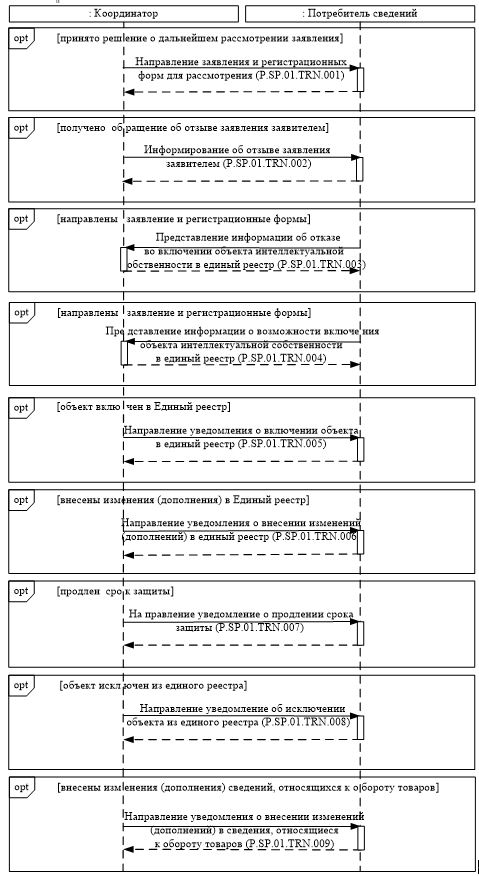 : Координатор
: Потребитель сведений
opt
[принято решение о дальнейшем рассмотрении заявления]
Направление заявления и регистрационных
форм для рассмотрения (P.SP.01.TRN.001)
opt
[получено обращение об отзыве заявления заявителем]
Информирование об отзыве заявления
заявителем (P.SP.01.TRN.002)
opt
[направлены заявление и регистрационные формы]
Представление информации об отказе
во включении объекта интеллектуальной
обственности в единый реестр (P.SP.01.TRN.003)
opt
[направлены заявление и регистрационные формы]
Представление информации о возможности включения
объекта интеллектуальной собственности
в единый реестр (P.SP.01.TRN.004)
opt
[объект включен в Единый реестр]
Направление уведомления о включении объекта
в единый реестр (P.SP.01.TRN.005)
opt
[внесены изменения (дополнения) в Единый реестр]
Направление уведомления о внесении изменений
(дополнений) в единый реестр (P.SP.01.TRN.006
opt
[продлен срок защиты]
Направление уведомление о продлении срока
защиты (P.SP.01.TRN.007)
opt
[объект исключен из единого реестра]
Направление уведомления об исключении
объекта из единого реестра (P.SP.01.TRN.008)
opt
[внесены изменения (дополнения) сведений, относящихся к обороту товаров]
Направление уведомления о внесении изменений
(дополнений) в сведения, относящиеся
к обороту товаров (P.SP.01.TRN.009)